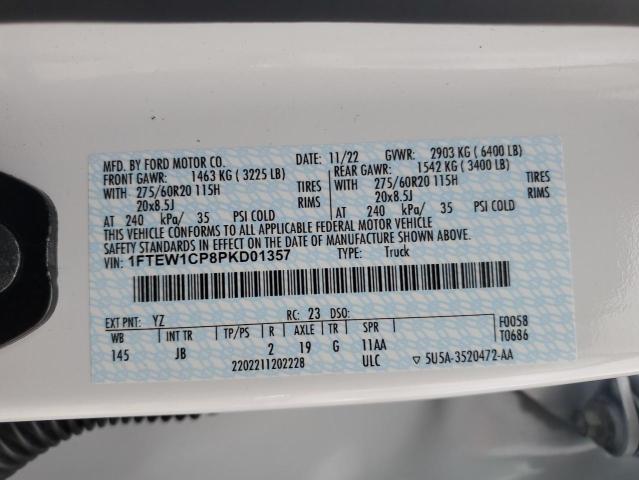 MFD. BY FORD MOTOR CO. DATE: 11/22 GVWR: 2903 KG ( 6400 LB)
FRONT GAWR: 1463 KG ( 3225 LB) REAR GAWR: 1542 KG ( 3400 LB)
WITH 275/60R20 115H TIRES WITH 275/60R20 115H TIRES
20x8.5J RIMS 20x8.5J RIMS
AT 240 kPa/ 35 PSI COLD AT 240 kPa/ 35 PSI COLD
THIS VEHICLE CONFORMS TO ALL APPLICABLE FEDERAL MOTOR VEHICLE
SAFETY STANDARDS IN EFFECT ON THE DATE OF MANUFACTURE SHOWN ABOVE.
VIN: 1FTEW1CP8PKD01357 TYPE: Truck
EXT PNT: YZ RC: 23 DSO: F0058
WB INT TR TP/PS R AXLE TR SPR T0686
145 JB 2 19 G 11AA
2202211202228 ULC ▽ 5U5A-3520472-AA